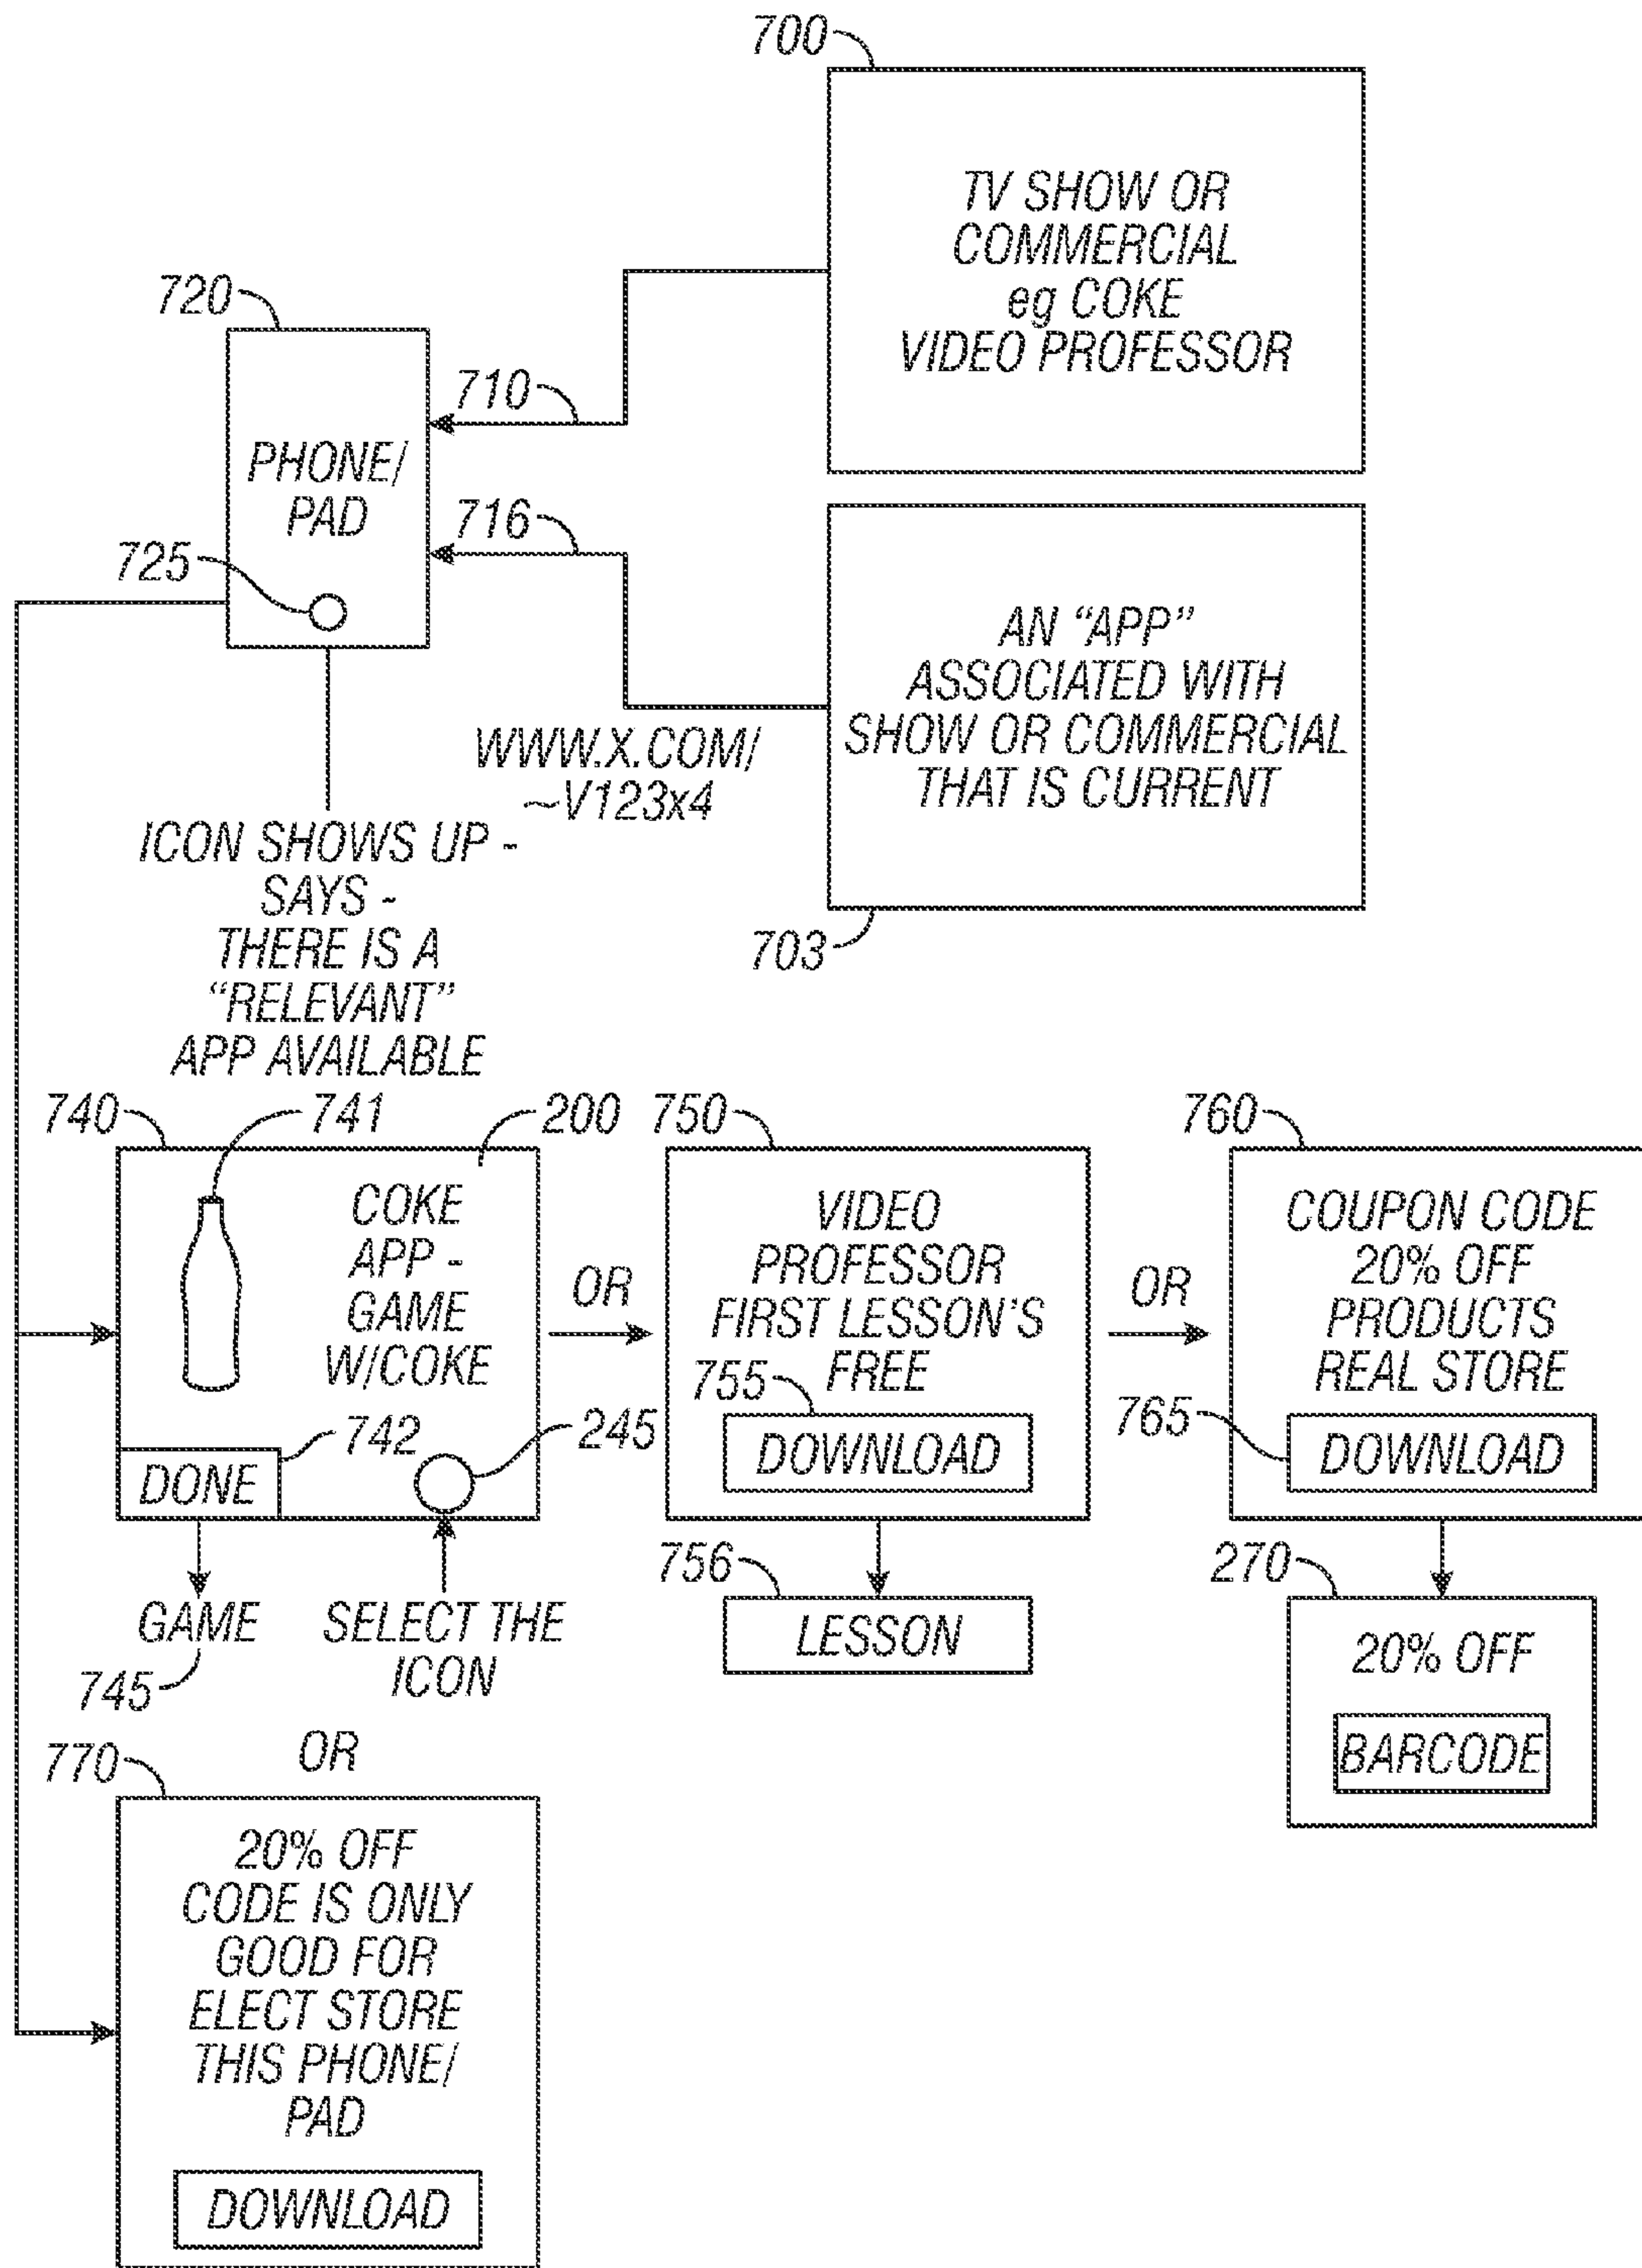 700
TV SHOW OR
COMMERCIAL
eg COKE
VIDEO PROFESSOR
720
710
PHONE/
PAD
716
725
AN “APP”
ASSOCIATED WITH
SHOW OR COMMERCIAL
THAT IS CURRENT
WWW.X.COM/
~V123x4
703
ICON SHOWS UP -
SAYS -
THERE IS A
“RELEVANT”
APP AVAILABLE
740
741
200
COKE
APP -
GAME
W/COKE
742
DONE
245
GAME
745
SELECT THE
ICON
OR
750
VIDEO
PROFESSOR
FIRST LESSON’S
FREE
755
DOWNLOAD
756
LESSON
OR
760
COUPON CODE
20% OFF
PRODUCTS
REAL STORE
765
DOWNLOAD
270
20% OFF
BARCODE
OR
770
20% OFF
CODE IS ONLY
GOOD FOR
ELECT STORE
THIS PHONE/
PAD
DOWNLOAD